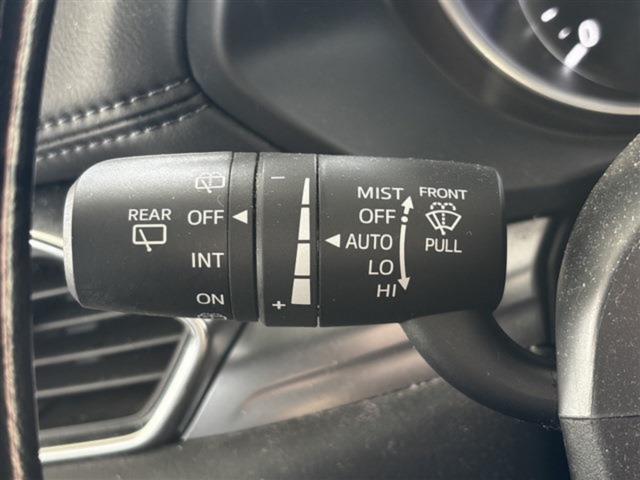 REAR
OFF
INT
ON
−
+
MIST
OFF
AUTO
LO
HI
FRONT
PULL